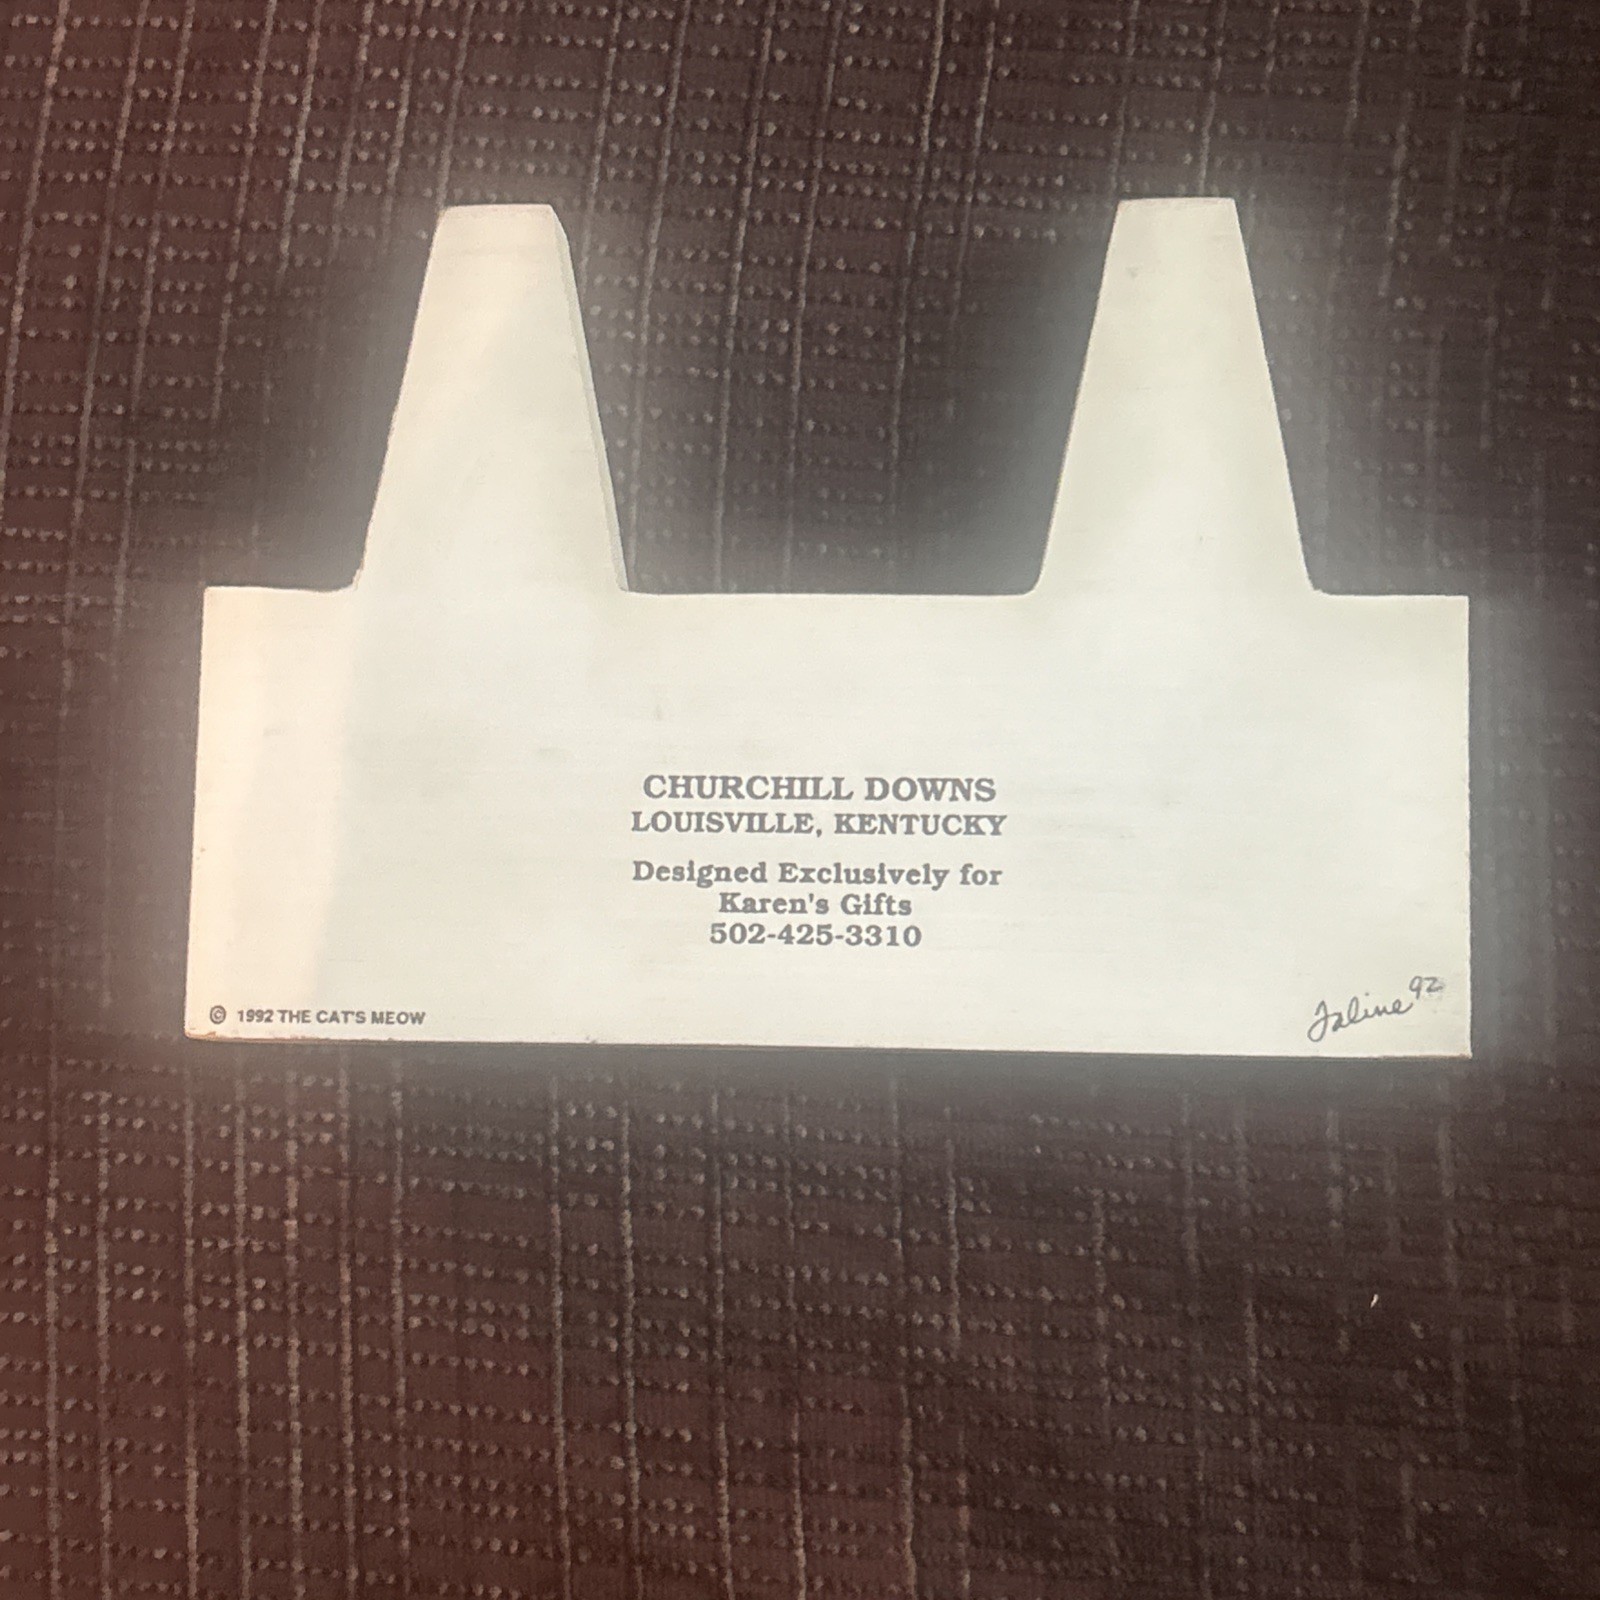 CHURCHILL DOWNS
LOUISVILLE, KENTUCKY
Designed Exclusively for
Karen's Gifts
502-425-3310
© 1992 THE CAT'S MEOW
Faline 92